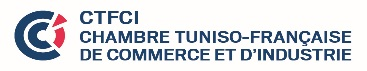 CTFCI
CHAMBRE TUNISO-FRANÇAISE
DE COMMERCE ET D'INDUSTRIE